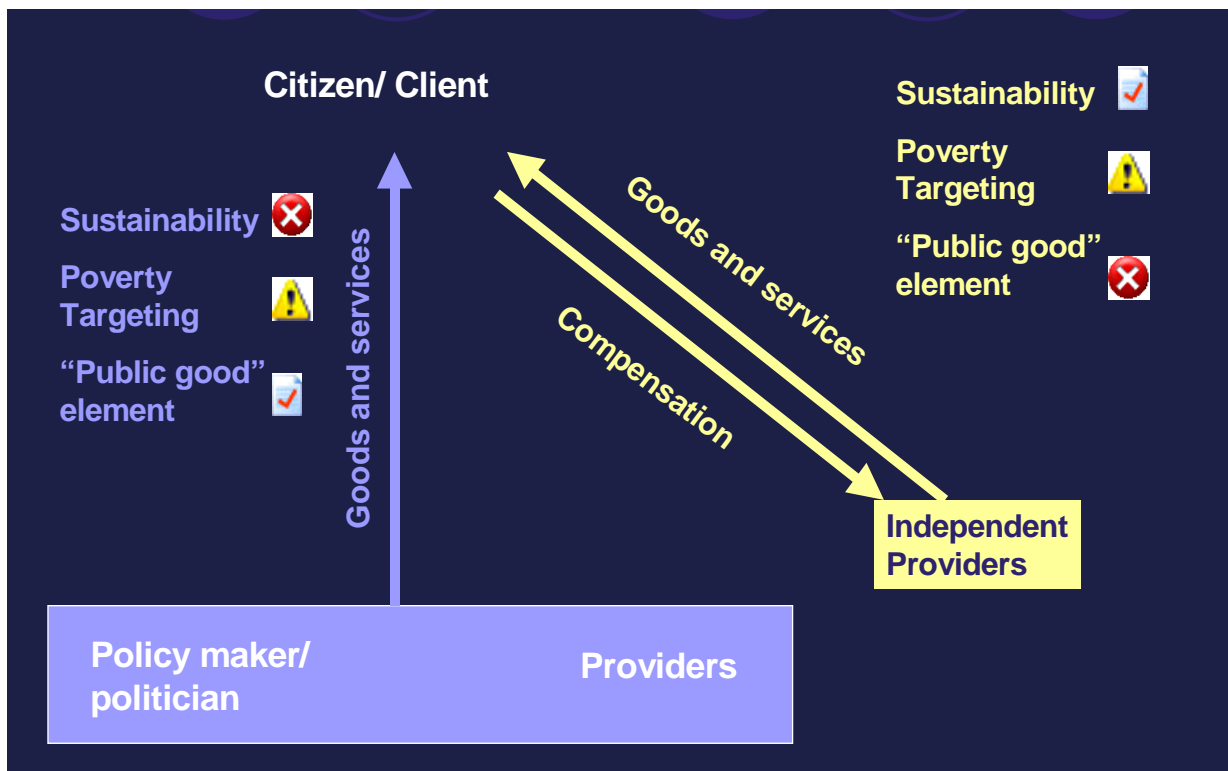 Citizen/ Client
Sustainability
Poverty
Targeting
“Public good”
element
Goods and services
Goods and services
Compensation
Sustainability
Poverty
Targeting
“Public good”
element
Independent
Providers
Policy maker/
politician
Providers